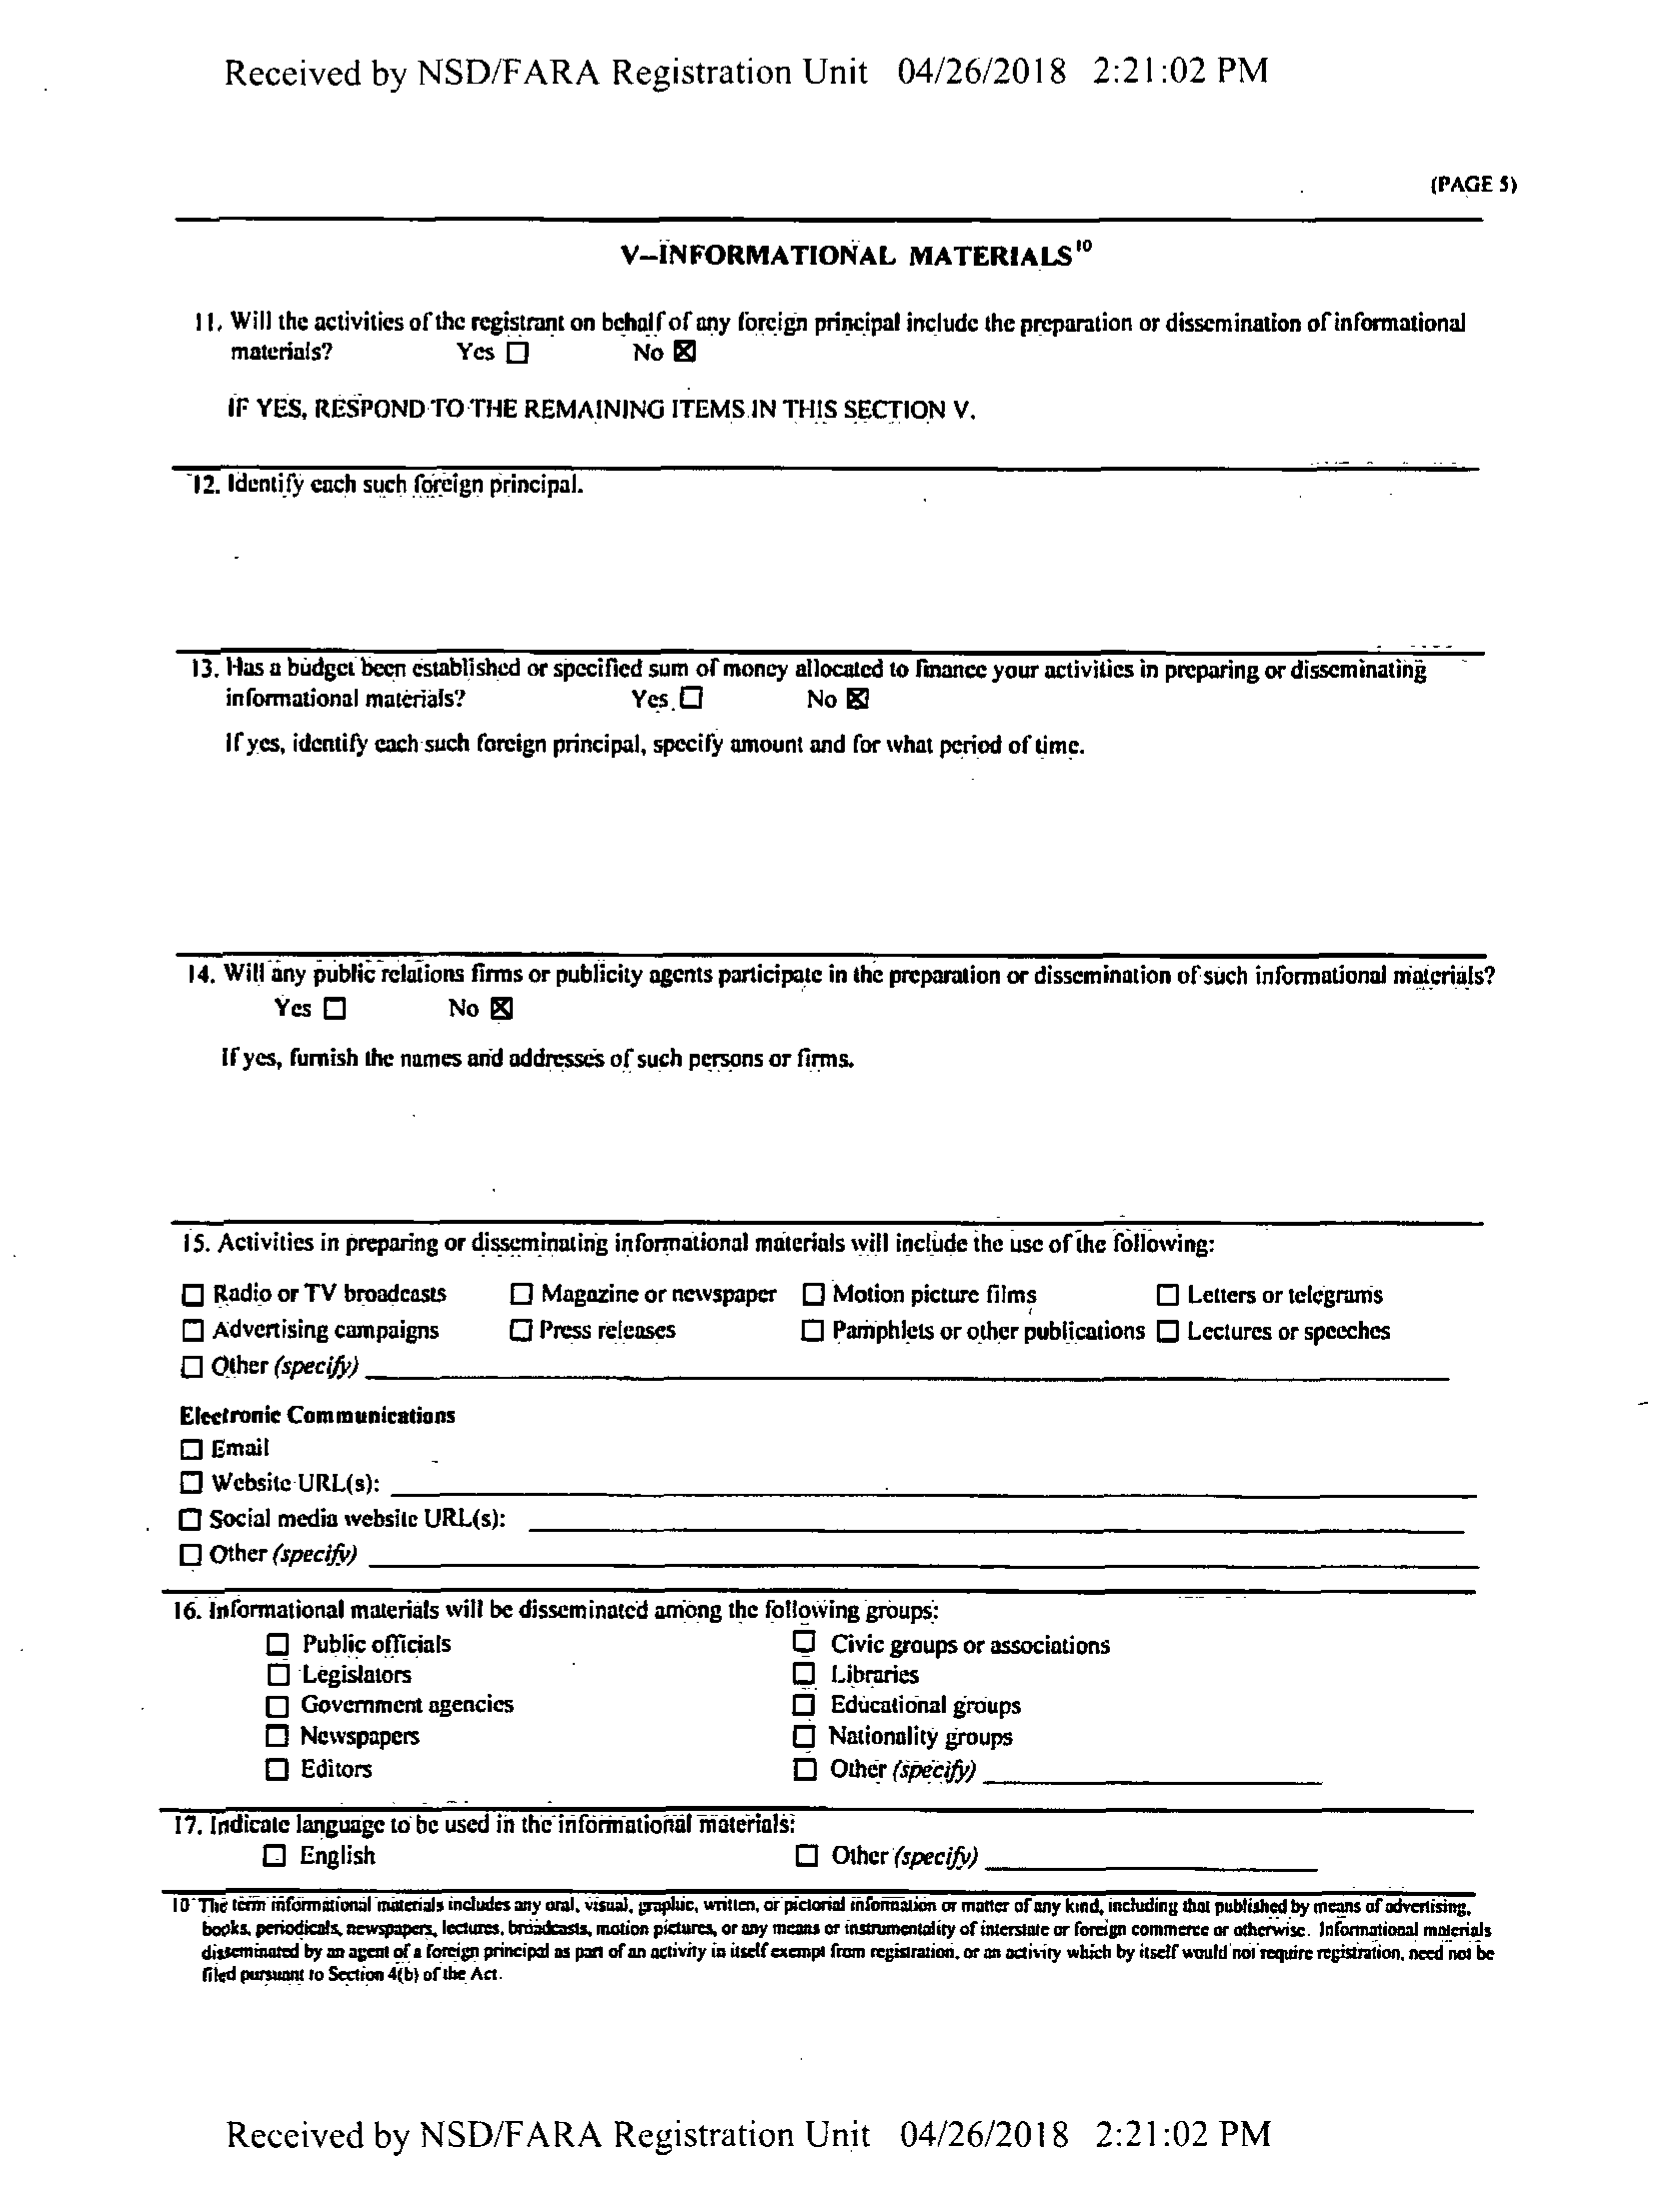 Received by NSD/FARA Registration Unit 04/26/2018 2:21:02 PM
(PAGE 5)
V–INFORMATIONAL MATERIALS10
11. Will the activities of the registrant on behalf of any foreign principal include the preparation or dissemination of informational
materials? Yes ☐ No ☒
IF YES, RESPOND TO THE REMAINING ITEMS IN THIS SECTION V.
12. Identify each such foreign principal.
13. Has a budget been established or specified sum of money allocated to finance your activities in preparing or disseminating
informational materials? Yes ☐ No ☒
If yes, identify each such foreign principal, specify amount and for what period of time.
14. Will any public relations firms or publicity agents participate in the preparation or dissemination of such informational materials?
Yes ☐ No ☒
If yes, furnish the names and addresses of such persons or firms.
15. Activities in preparing or disseminating informational materials will include the use of the following:
☐ Radio or TV broadcasts ☐ Magazine or newspaper ☐ Motion picture films ☐ Letters or telegrams
☐ Advertising campaigns ☐ Press releases ☐ Pamphlets or other publications ☐ Lectures or speeches
☐ Other (specify)
Electronic Communications
☐ Email
☐ Website URL(s):
☐ Social media website URL(s):
☐ Other (specify)
16. Informational materials will be disseminated among the following groups:
☐ Public officials ☐ Civic groups or associations
☐ Legislators ☐ Libraries
☐ Government agencies ☐ Educational groups
☐ Newspapers ☐ Nationality groups
☐ Editors ☐ Other (specify)
17. Indicate language to be used in the informational materials:
☐ English ☐ Other (specify)
10 The term informational materials includes any oral, visual, graphic, written, or pictorial information or matter of any kind, including that published by means of advertising,
books, periodicals, newspapers, lectures, broadcasts, motion pictures, or any means or instrumentality of interstate or foreign commerce or otherwise. Informational materials
disseminated by an agent of a foreign principal as part of an activity in itself exempt from registration, or an activity which by itself would not require registration, need not be
filed pursuant to Section 4(b) of the Act.
Received by NSD/FARA Registration Unit 04/26/2018 2:21:02 PM